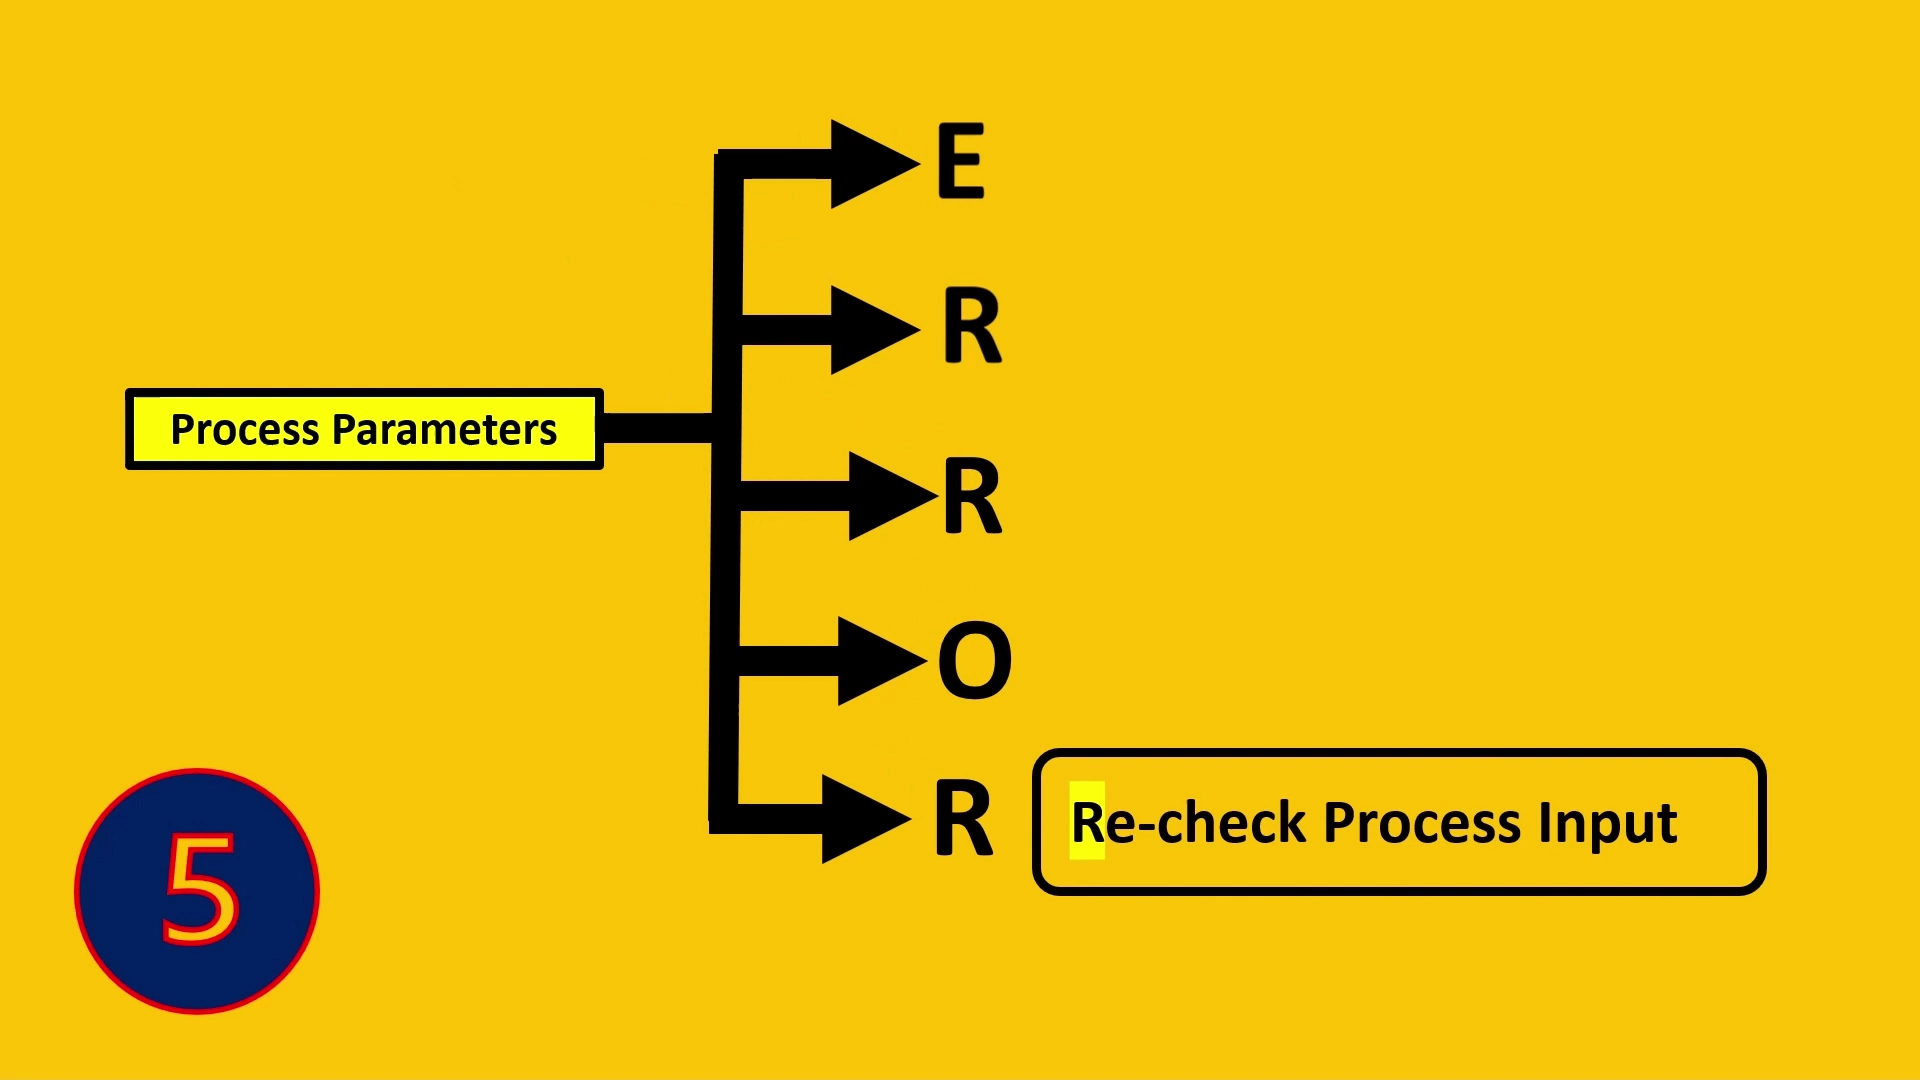 E
R
Process Parameters
R
O
R
Re-check Process Input
5